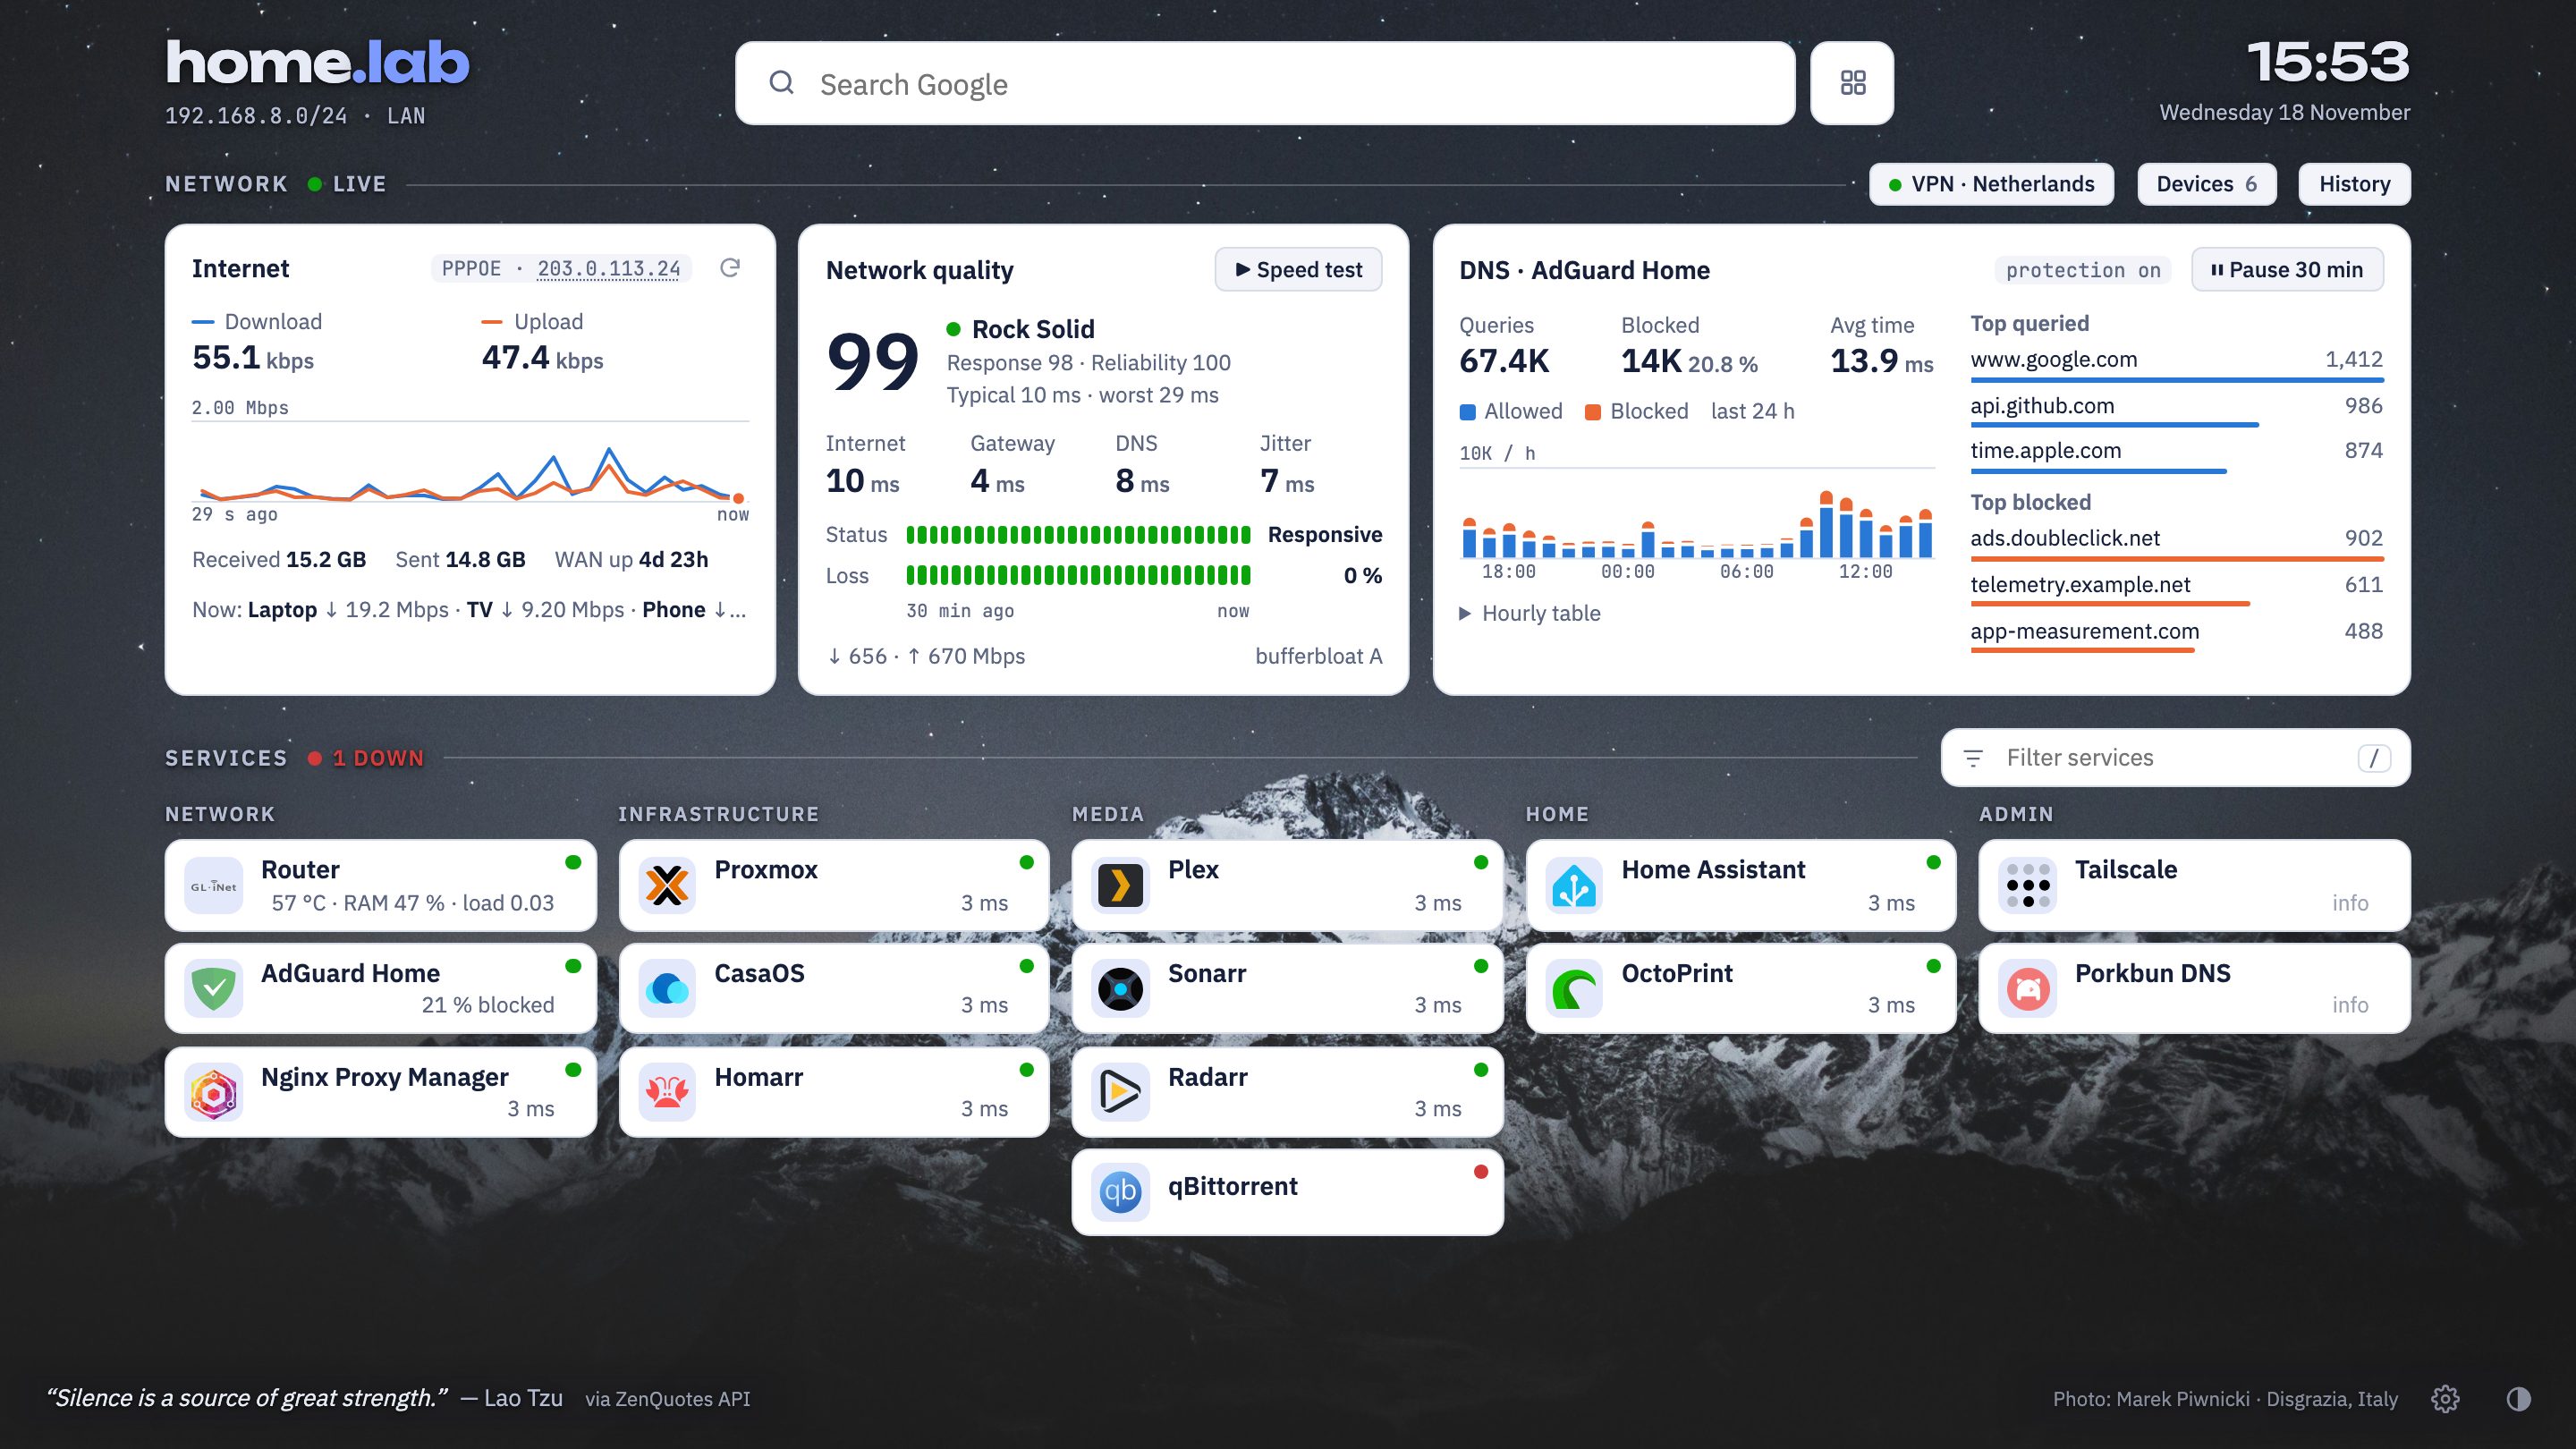 home.lab
192.168.8.0/24 · LAN
Search Google
15:53
Wednesday 18 November
NETWORK LIVE
VPN · Netherlands
Devices 6
History
Internet
PPPOE · 203.0.113.24
Download
Upload
55.1 kbps
47.4 kbps
2.00 Mbps
29 s ago
now
Received 15.2 GB Sent 14.8 GB WAN up 4d 23h
Now: Laptop ↓ 19.2 Mbps · TV ↓ 9.20 Mbps · Phone ↓…
Network quality
Speed test
99
Rock Solid
Response 98 · Reliability 100
Typical 10 ms · worst 29 ms
Internet Gateway DNS Jitter
10 ms 4 ms 8 ms 7 ms
Status Responsive
Loss 0 %
30 min ago now
↓ 656 · ↑ 670 Mbps bufferbloat A
DNS · AdGuard Home
protection on
Pause 30 min
Queries Blocked Avg time
67.4K 14K 20.8 % 13.9 ms
Allowed Blocked last 24 h
10K / h
18:00 00:00 06:00 12:00
Hourly table
Top queried
www.google.com 1,412
api.github.com 986
time.apple.com 874
Top blocked
ads.doubleclick.net 902
telemetry.example.net 611
app-measurement.com 488
SERVICES 1 DOWN
Filter services /
NETWORK
GL·iNet
Router
57 °C · RAM 47 % · load 0.03
AdGuard Home
21 % blocked
Nginx Proxy Manager
3 ms
INFRASTRUCTURE
Proxmox
3 ms
CasaOS
3 ms
Homarr
3 ms
MEDIA
Plex
3 ms
Sonarr
3 ms
Radarr
3 ms
qb
qBittorrent
HOME
Home Assistant
3 ms
OctoPrint
3 ms
ADMIN
Tailscale
info
Porkbun DNS
info
“Silence is a source of great strength.” — Lao Tzu via ZenQuotes API
Photo: Marek Piwnicki · Disgrazia, Italy